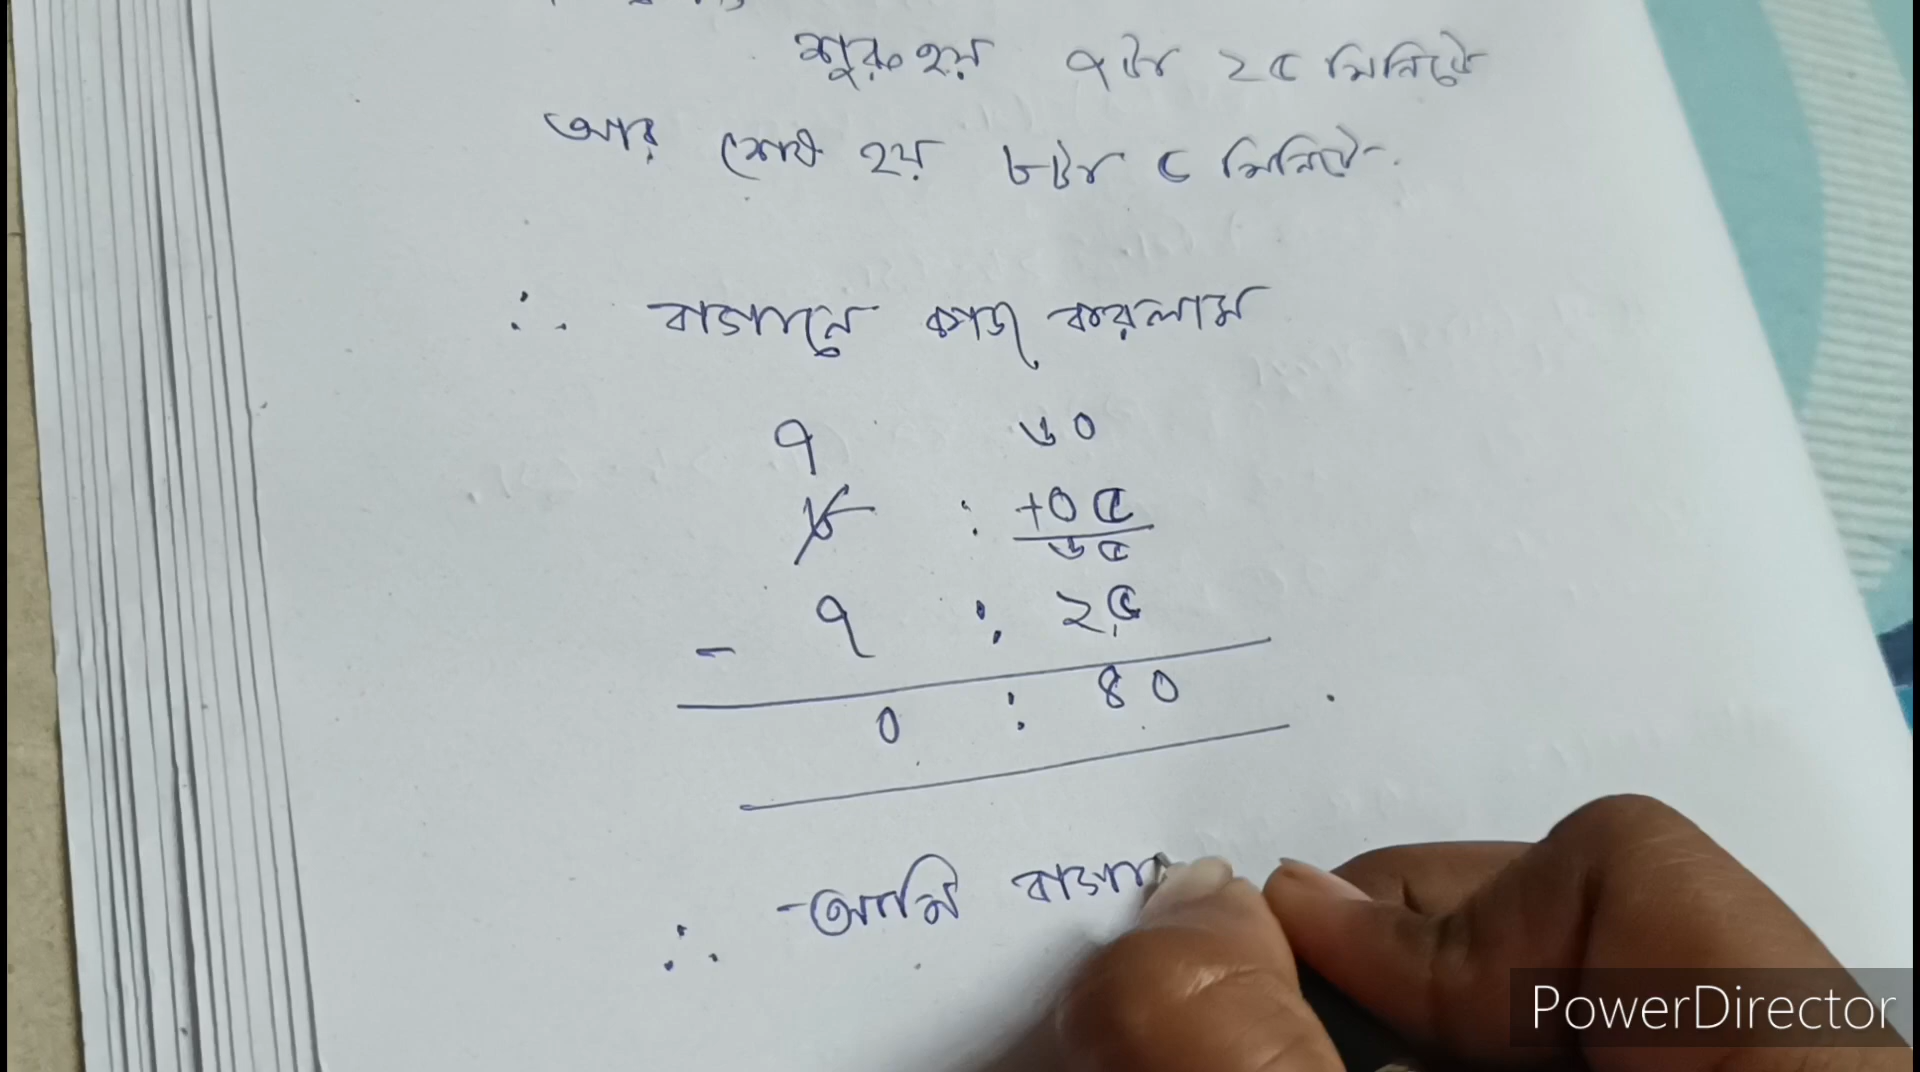 শুরু হয় ৭টায় ২৫ মিনিটে
আর শেষ হয় ৮টায় ৫ মিনিটে.
∴ বাগানে কাজ করলাম
৭ ৬০
৮ : +০৫
৬৫
- ৭ : ২৫
০ : ৪০
∴ আমি বাগান
PowerDirector